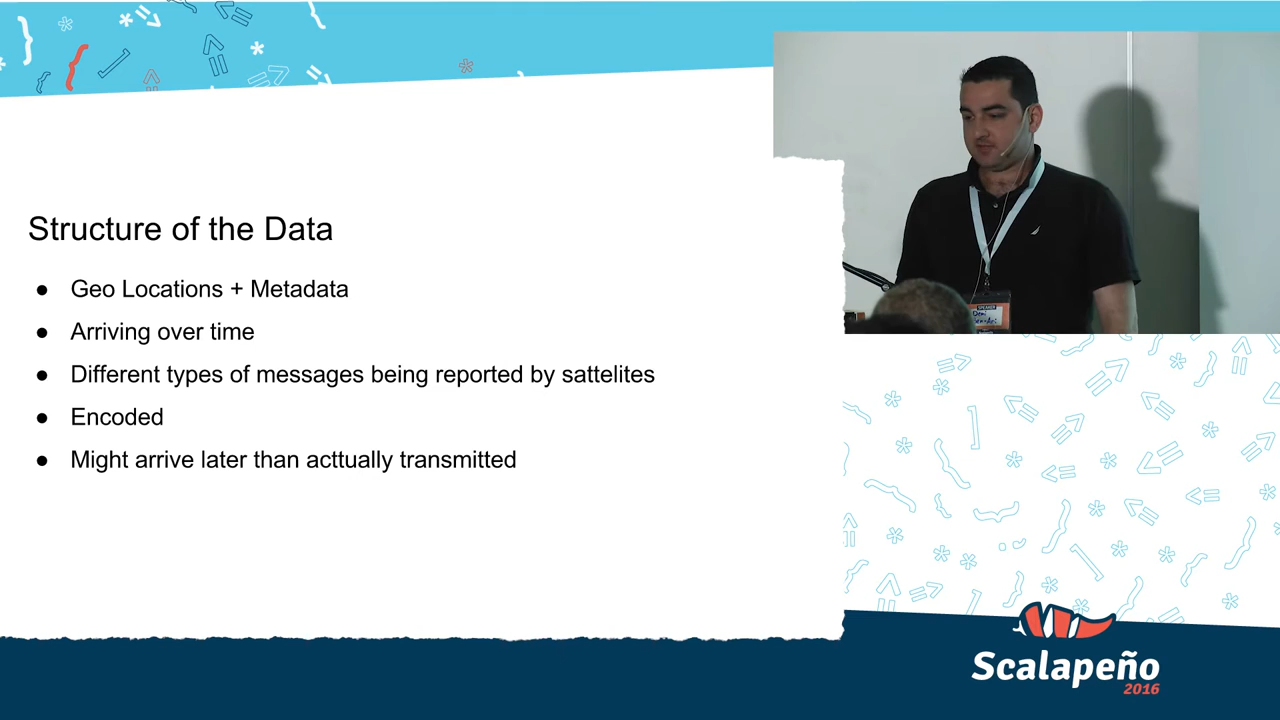 Structure of the Data
● Geo Locations + Metadata
● Arriving over time
● Different types of messages being reported by sattelites
● Encoded
● Might arrive later than acttually transmitted
SPEAKER
Scalapeño
2016